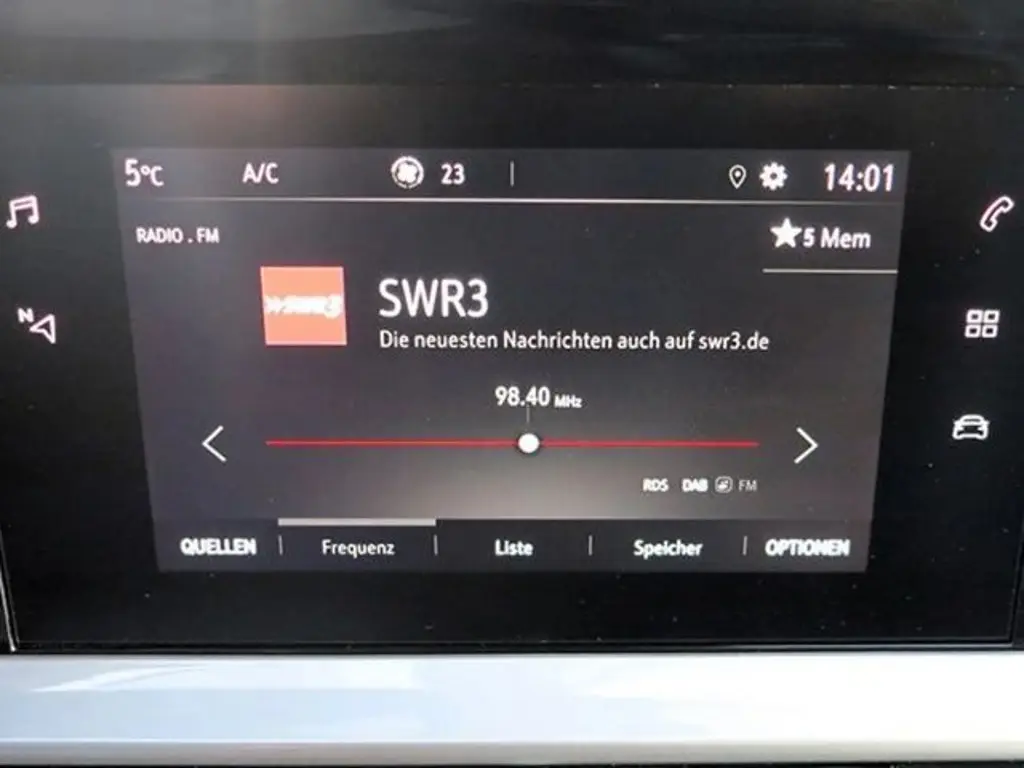 5°C A/C 23 14:01
RADIO . FM
5 Mem
»SWR3
SWR3
Die neuesten Nachrichten auch auf swr3.de
98.40 MHz
N
RDS DAB FM
QUELLEN Frequenz Liste Speicher OPTIONEN